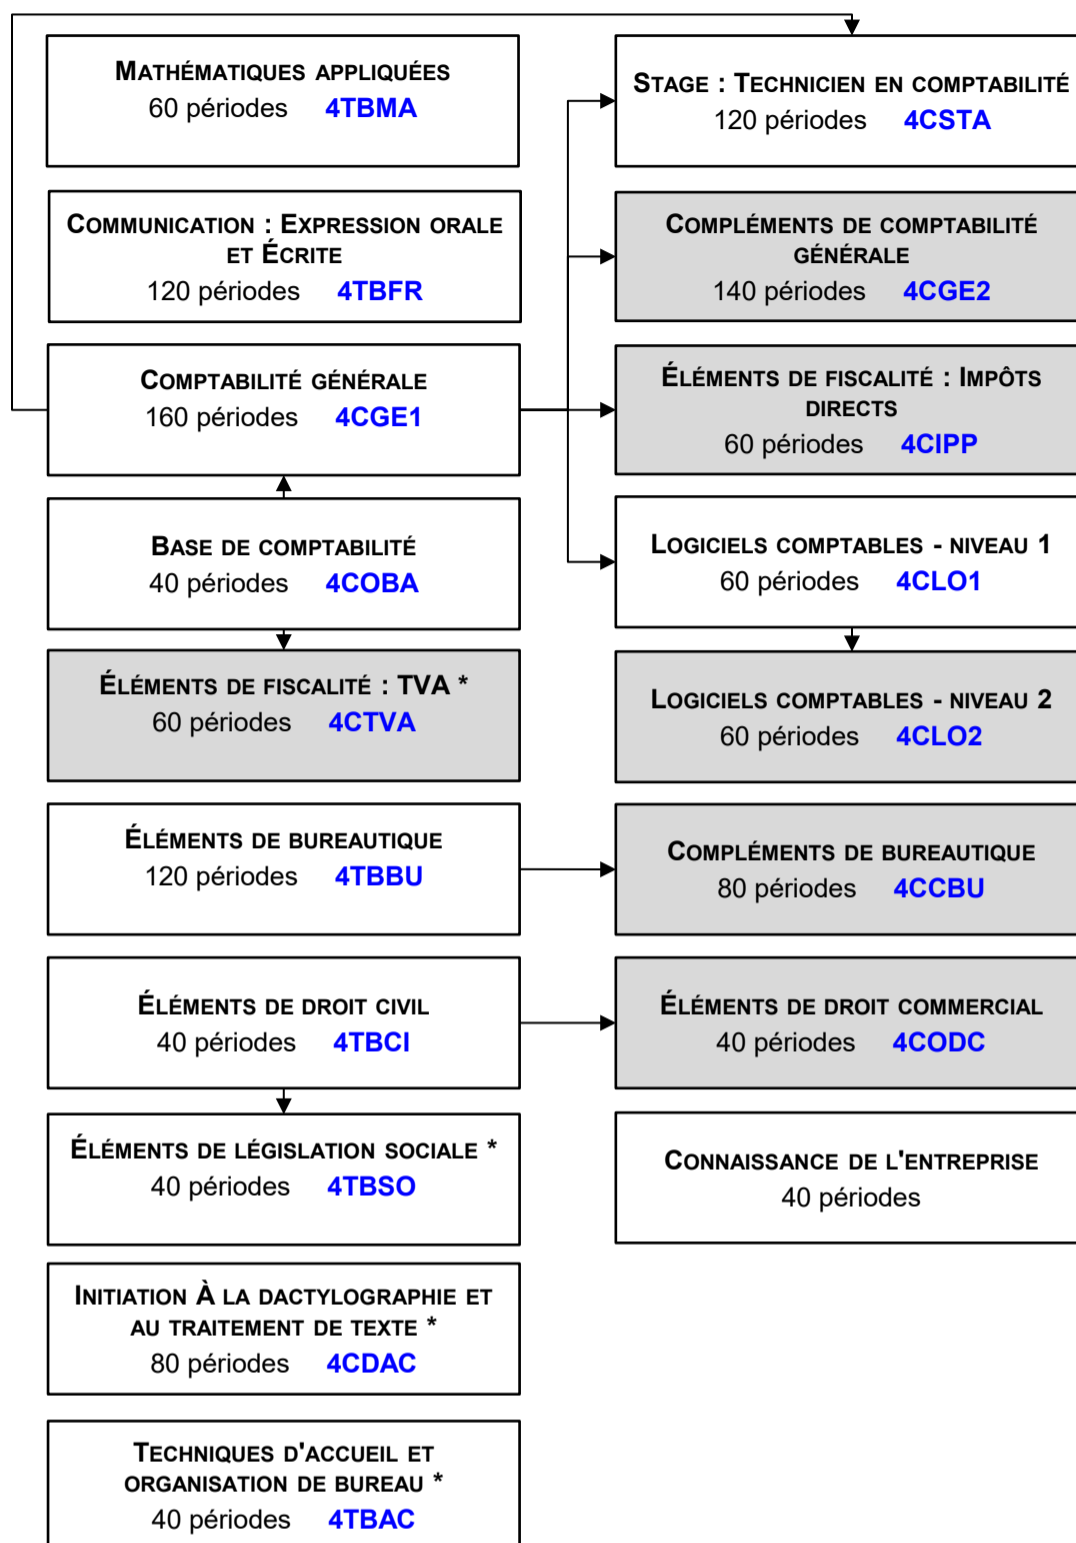 MATHÉMATIQUES APPLIQUÉES
60 périodes 4TBMA
COMMUNICATION : EXPRESSION ORALE
ET ÉCRITE
120 périodes 4TBFR
COMPTABILITÉ GÉNÉRALE
160 périodes 4CGE1
BASE DE COMPTABILITÉ
40 périodes 4COBA
ÉLÉMENTS DE FISCALITÉ : TVA *
60 périodes 4CTVA
ÉLÉMENTS DE BUREAUTIQUE
120 périodes 4TBBU
ÉLÉMENTS DE DROIT CIVIL
40 périodes 4TBCI
ÉLÉMENTS DE LÉGISLATION SOCIALE *
40 périodes 4TBSO
INITIATION À LA DACTYLOGRAPHIE ET
AU TRAITEMENT DE TEXTE *
80 périodes 4CDAC
TECHNIQUES D'ACCUEIL ET
ORGANISATION DE BUREAU *
40 périodes 4TBAC
STAGE : TECHNICIEN EN COMPTABILITÉ
120 périodes 4CSTA
COMPLÉMENTS DE COMPTABILITÉ
GÉNÉRALE
140 périodes 4CGE2
ÉLÉMENTS DE FISCALITÉ : IMPÔTS
DIRECTS
60 périodes 4CIPP
LOGICIELS COMPTABLES - NIVEAU 1
60 périodes 4CLO1
LOGICIELS COMPTABLES - NIVEAU 2
60 périodes 4CLO2
COMPLÉMENTS DE BUREAUTIQUE
80 périodes 4CCBU
ÉLÉMENTS DE DROIT COMMERCIAL
40 périodes 4CODC
CONNAISSANCE DE L'ENTREPRISE
40 périodes